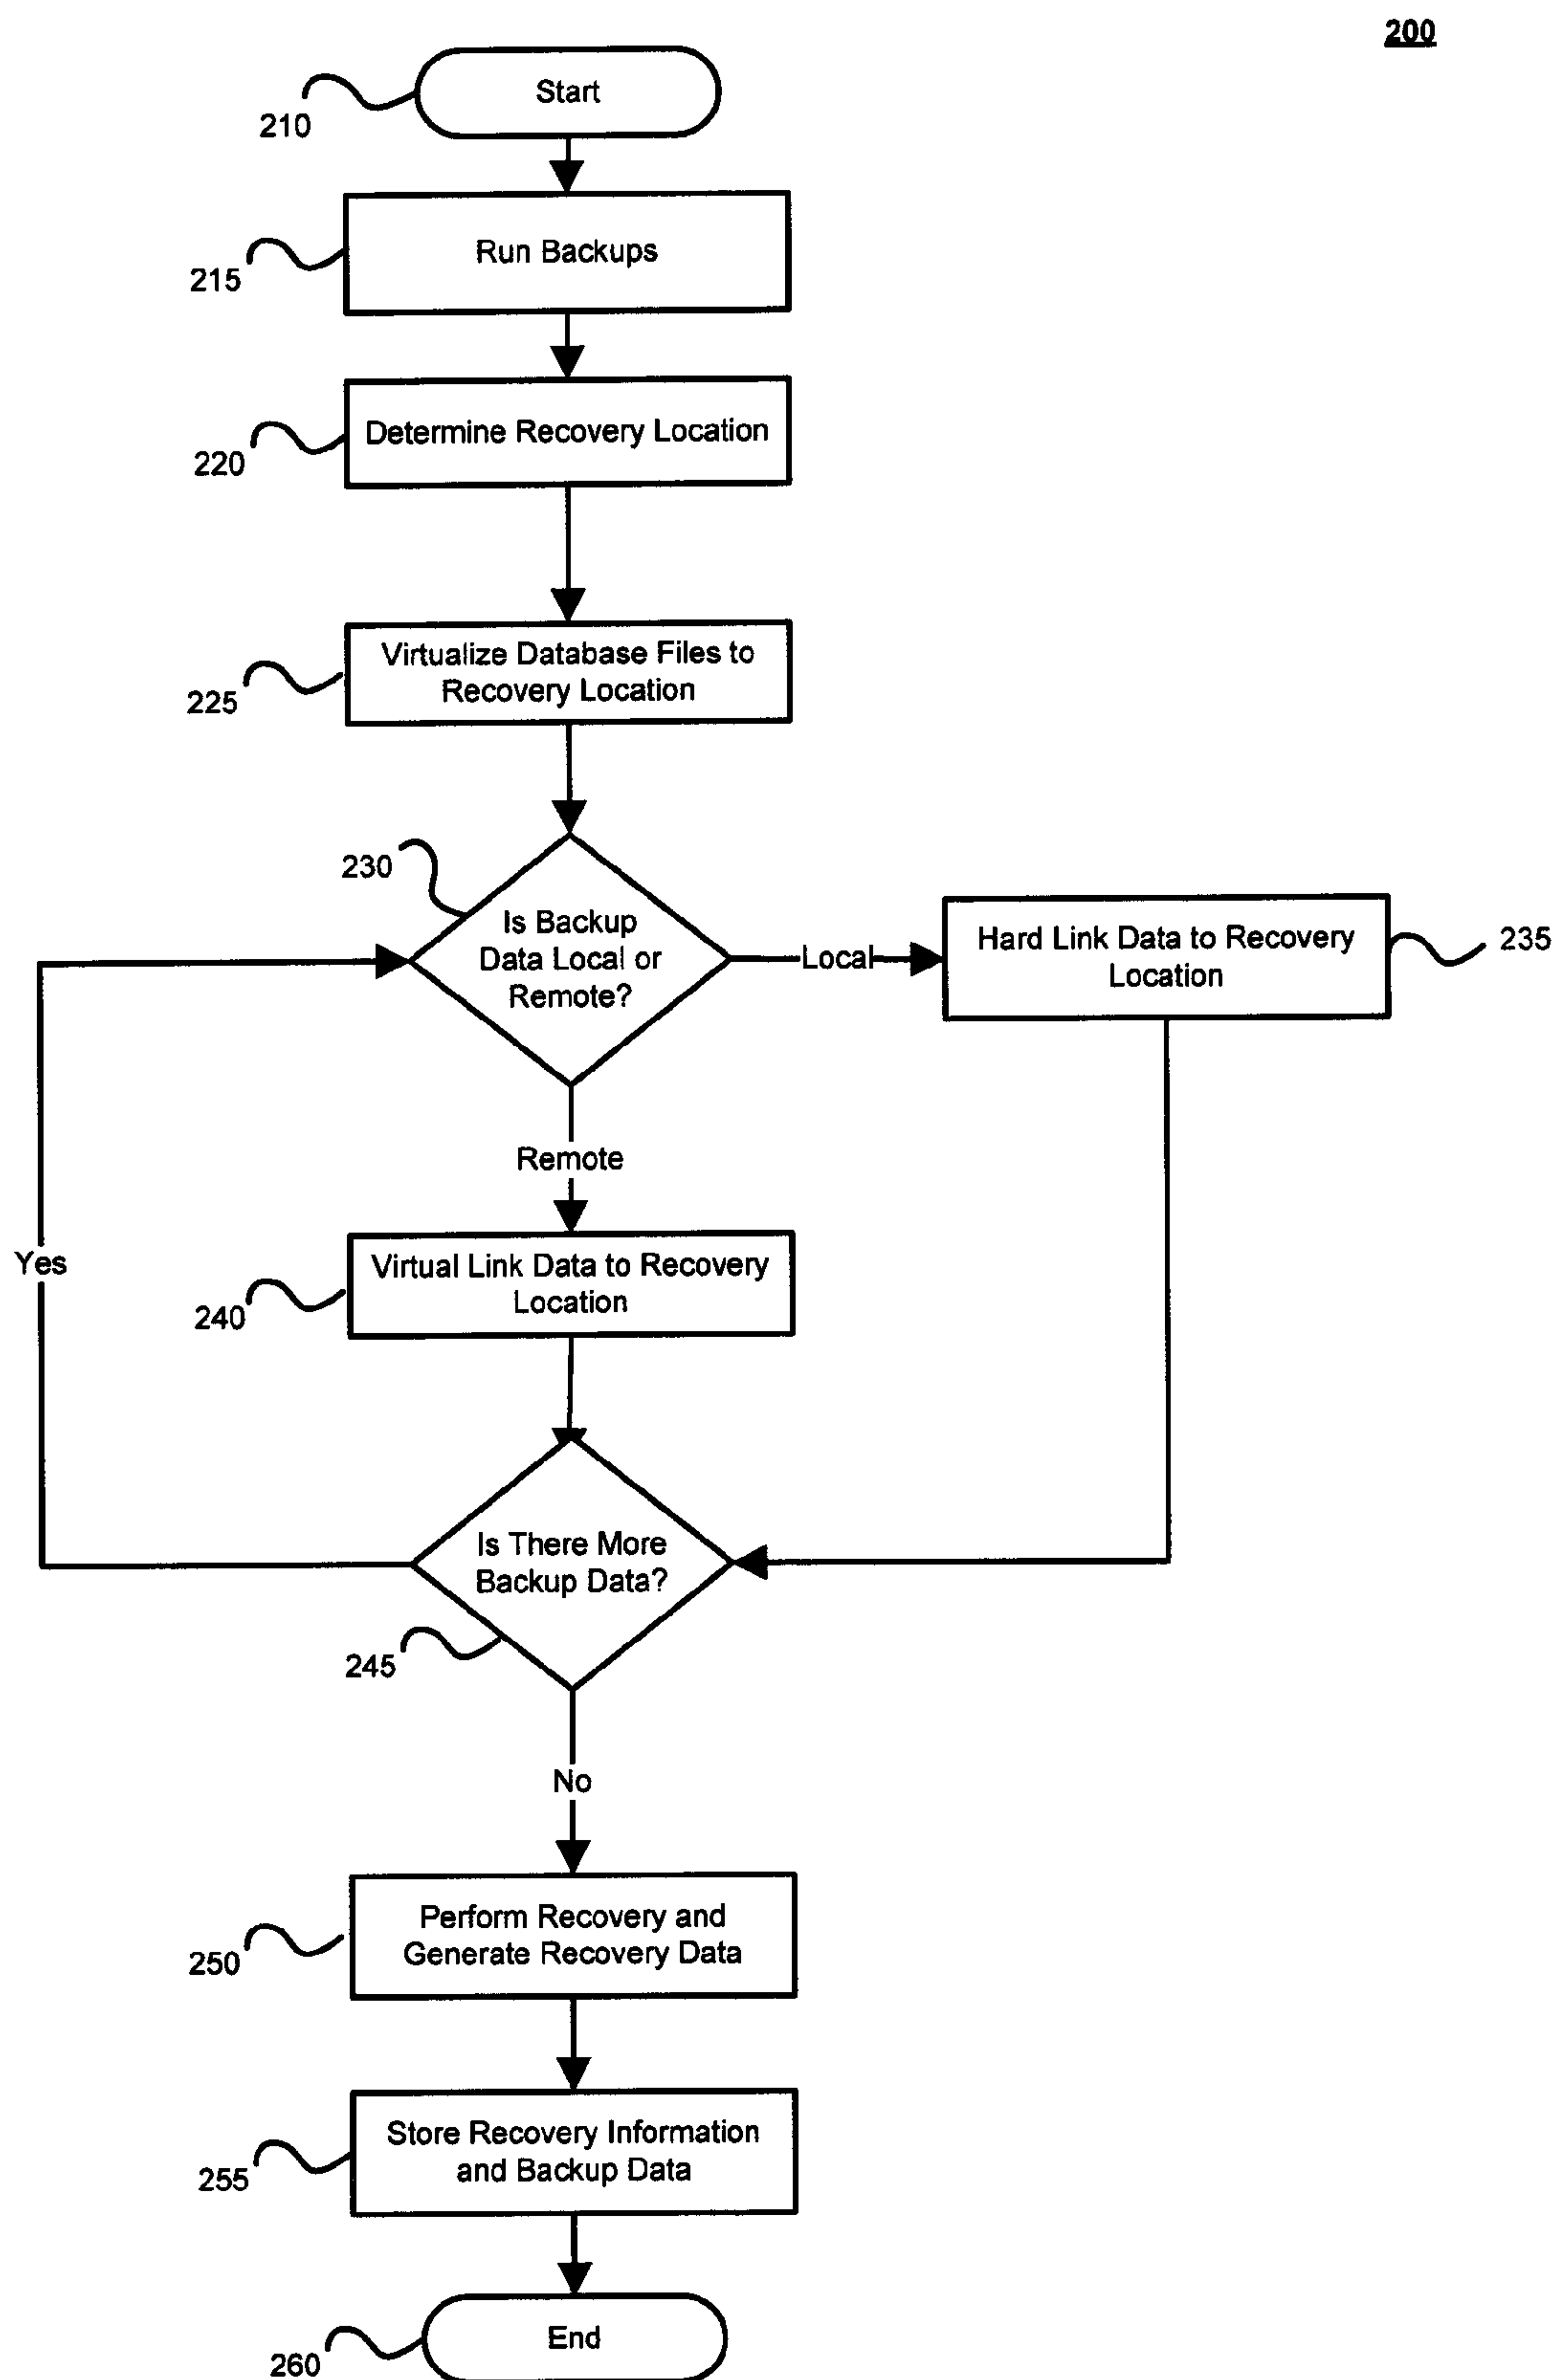 200
Start
210
Run Backups
215
Determine Recovery Location
220
Virtualize Database Files to
Recovery Location
225
230
Is Backup
Data Local or
Remote?
Local
Hard Link Data to Recovery
Location
235
Remote
Yes
Virtual Link Data to Recovery
Location
240
Is There More
Backup Data?
245
No
Perform Recovery and
Generate Recovery Data
250
Store Recovery Information
and Backup Data
255
End
260